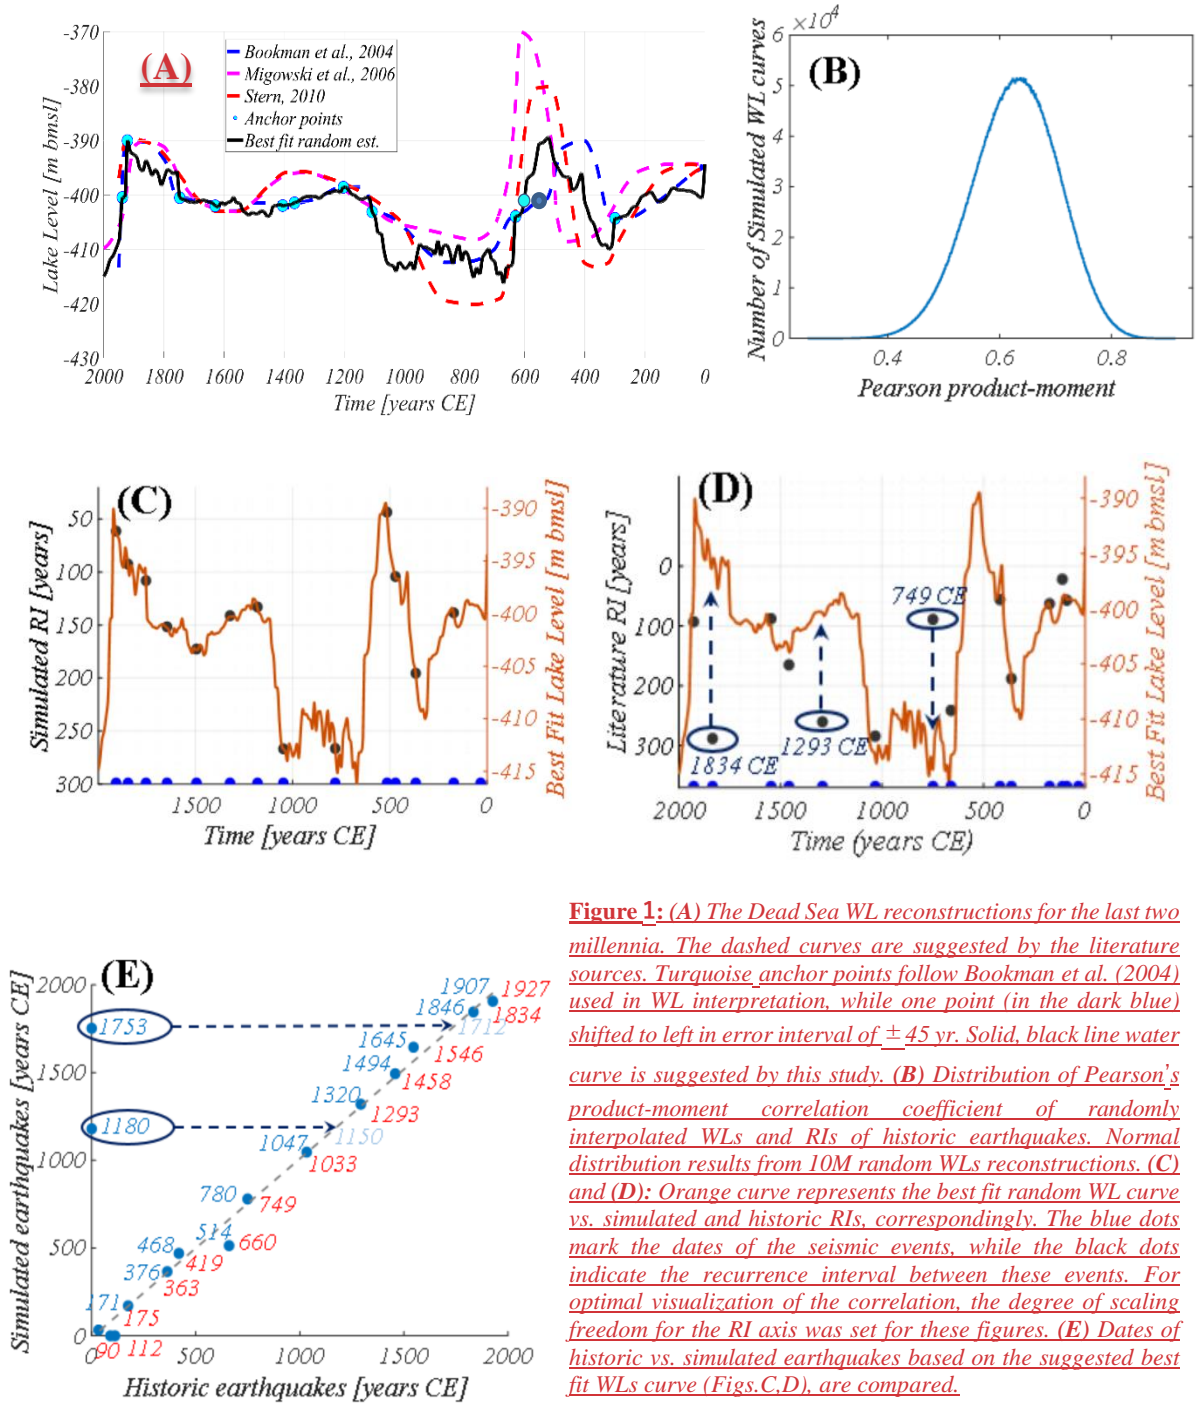 (A)
-370
-380
-390
-400
-410
-420
-430
Lake Level [m bmsl]
Bookman et al., 2004
Migowski et al., 2006
Stern, 2010
Anchor points
Best fit random est.
2000 1800 1600 1400 1200 1000 800 600 400 200 0
Time [years CE]
(B)
×10⁴
6
5
4
3
2
1
0
Number of Simulated WL curves
0.4 0.6 0.8
Pearson product-moment
(C)
50
100
150
200
250
300
Simulated RI [years]
-390
-395
-400
-405
-410
-415
Best Fit Lake Level [m bmsl]
1500 1000 500 0
Time [years CE]
(D)
0
100
200
300
Literature RI [years]
749 CE
1293 CE
1834 CE
-390
-395
-400
-405
-410
-415
Best Fit Lake Level [m bmsl]
2000 1500 1000 500 0
Time (years CE)
(E)
2000
1500
1000
500
0
Simulated earthquakes [years CE]
1907 1927
1846 1834
1753 1712
1645 1546
1494 1458
1320 1293
1180 1150
1047 1033
780 749
514 660
468 419
376 363
171 175
90 112
0 500 1000 1500 2000
Historic earthquakes [years CE]
Figure 1: (A) The Dead Sea WL reconstructions for the last two
millennia. The dashed curves are suggested by the literature
sources. Turquoise anchor points follow Bookman et al. (2004)
used in WL interpretation, while one point (in the dark blue)
shifted to left in error interval of ± 45 yr. Solid, black line water
curve is suggested by this study. (B) Distribution of Pearson's
product-moment correlation coefficient of randomly
interpolated WLs and RIs of historic earthquakes. Normal
distribution results from 10M random WLs reconstructions. (C)
and (D): Orange curve represents the best fit random WL curve
vs. simulated and historic RIs, correspondingly. The blue dots
mark the dates of the seismic events, while the black dots
indicate the recurrence interval between these events. For
optimal visualization of the correlation, the degree of scaling
freedom for the RI axis was set for these figures. (E) Dates of
historic vs. simulated earthquakes based on the suggested best
fit WLs curve (Figs.C,D), are compared.